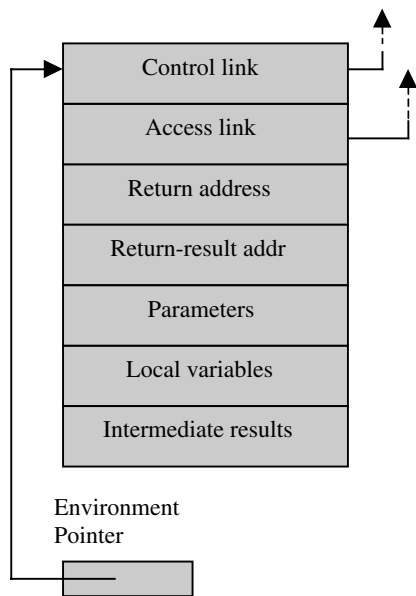 Control link
Access link
Return address
Return-result addr
Parameters
Local variables
Intermediate results
Environment
Pointer